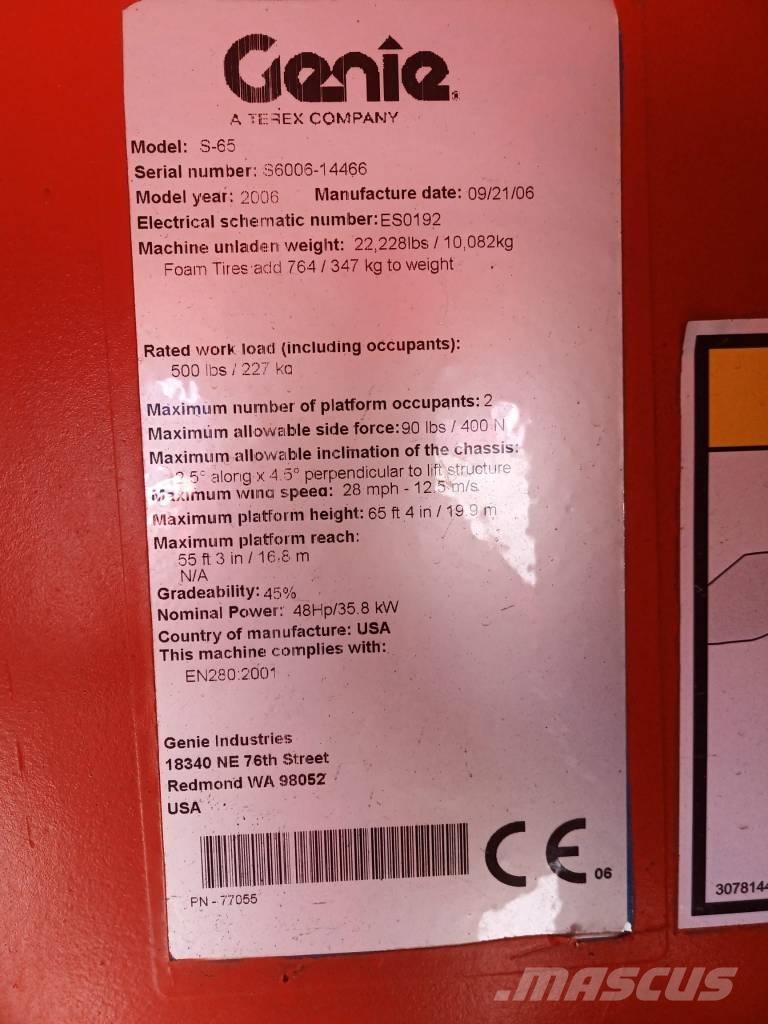 Genie.
A TEREX COMPANY
Model: S-65
Serial number: S6006-14466
Model year: 2006 Manufacture date: 09/21/06
Electrical schematic number:ES0192
Machine unladen weight: 22,228lbs / 10,082kg
Foam Tires add 764 / 347 kg to weight
Rated work load (including occupants):
500 lbs / 227 kg
Maximum number of platform occupants: 2
Maximum allowable side force:90 lbs / 400 N
Maximum allowable inclination of the chassis:
2.5° along x 4.5° perpendicular to lift structure
Maximum wind speed: 28 mph - 12.5 m/s
Maximum platform height: 65 ft 4 in / 19.9 m
Maximum platform reach:
55 ft 3 in / 16.8 m
N/A
Gradeability: 45%
Nominal Power: 48Hp/35.8 kW
Country of manufacture: USA
This machine complies with:
EN280:2001
Genie Industries
18340 NE 76th Street
Redmond WA 98052
USA
CE 06
PN - 77055
3078144
MASCUS